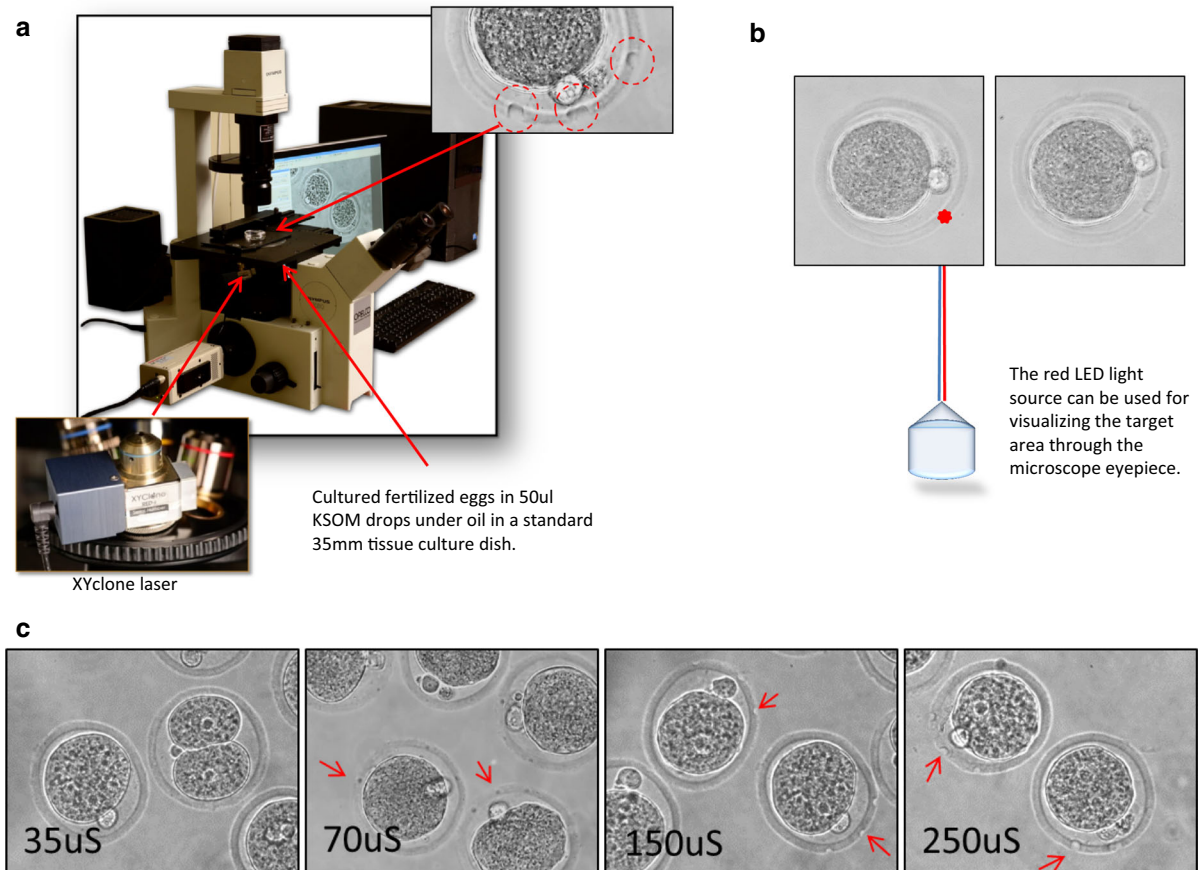 a
b
OLYMPUS
XYclone laser
Cultured fertilized eggs in 50ul
KSOM drops under oil in a standard
35mm tissue culture dish.
The red LED light
source can be used for
visualizing the target
area through the
microscope eyepiece.
c
35uS
70uS
150uS
250uS